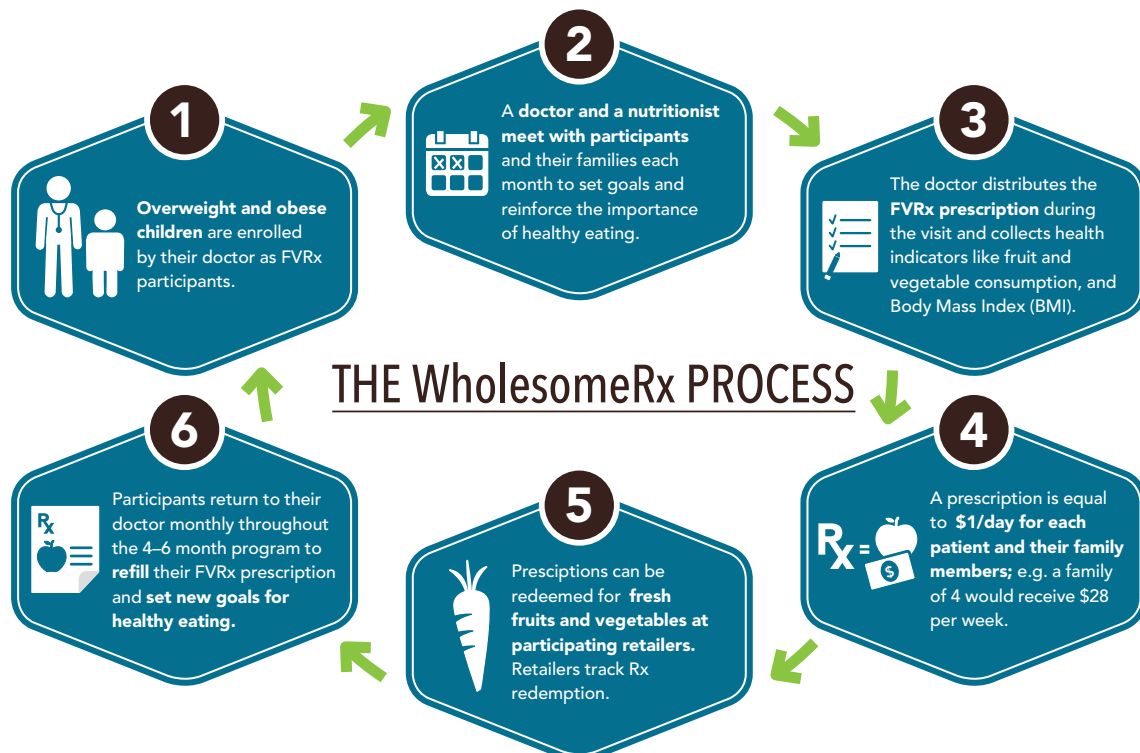 1
Overweight and obese
children are enrolled
by their doctor as FVRx
participants.
2
A doctor and a nutritionist
meet with participants
and their families each
month to set goals and
reinforce the importance
of healthy eating.
3
The doctor distributes the
FVRx prescription during
the visit and collects health
indicators like fruit and
vegetable consumption, and
Body Mass Index (BMI).
THE WholesomeRx PROCESS
4
Rx =
$
A prescription is equal
to $1/day for each
patient and their family
members; e.g. a family
of 4 would receive $28
per week.
5
Presciptions can be
redeemed for fresh
fruits and vegetables at
participating retailers.
Retailers track Rx
redemption.
6
Rx
Participants return to their
doctor monthly throughout
the 4–6 month program to
refill their FVRx prescription
and set new goals for
healthy eating.